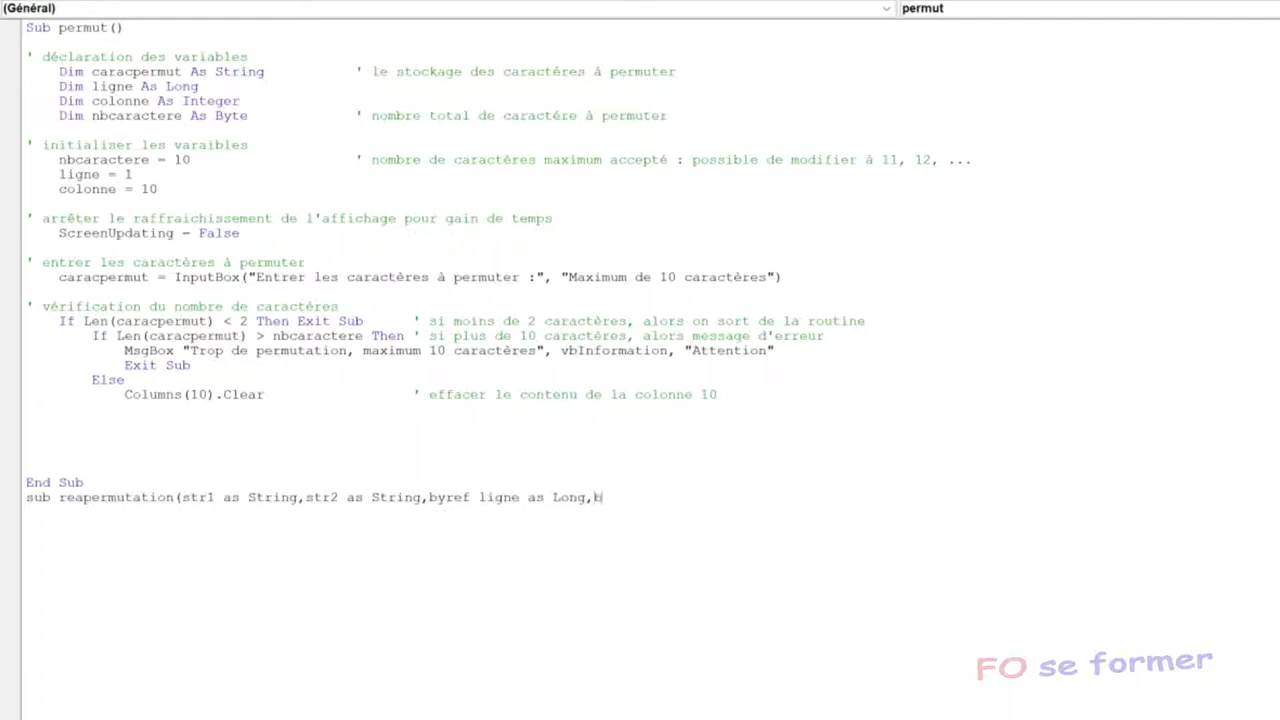 (Général) permut
Sub permut()
' déclaration des variables
Dim caracpermut As String ' le stockage des caractères à permuter
Dim ligne As Long
Dim colonne As Integer
Dim nbcaractere As Byte ' nombre total de caractére à permuter
' initialiser les varaibles
nbcaractere = 10 ' nombre de caractères maximum accepté : possible de modifier à 11, 12, ...
ligne = 1
colonne = 10
' arrêter le raffraichissement de l'affichage pour gain de temps
ScreenUpdating = False
' entrer les caractères à permuter
caracpermut = InputBox("Entrer les caractères à permuter :", "Maximum de 10 caractères")
' vérification du nombre de caractères
If Len(caracpermut) < 2 Then Exit Sub ' si moins de 2 caractères, alors on sort de la routine
If Len(caracpermut) > nbcaractere Then ' si plus de 10 caractères, alors message d'erreur
MsgBox "Trop de permutation, maximum 10 caractères", vbInformation, "Attention"
Exit Sub
Else
Columns(10).Clear ' effacer le contenu de la colonne 10
End Sub
sub reapermutation(str1 as String,str2 as String,byref ligne as Long,b
FO se former